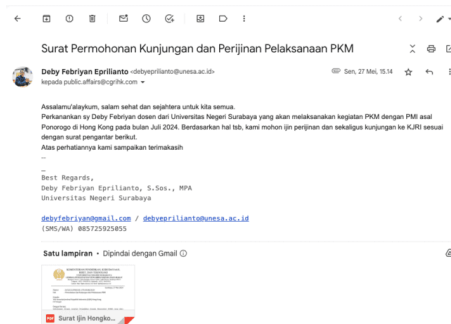 Surat Permohonan Kunjungan dan Perijinan Pelaksanaan PKM
Deby Febriyan Eprilianto <debyeprilianto@unesa.ac.id>
Sen, 27 Mei, 15.14
kepada public.affairs@cgrihk.com
Assalamu'alaykum, salam sehat dan sejahtera untuk kita semua.
Perkanankan sy Deby Febriyan dosen dari Universitas Negeri Surabaya yang akan melaksanakan kegiatan PKM dengan PMI asal
Ponorogo di Hong Kong pada bulan Juli 2024. Berdasarkan hal tsb, kami mohon ijin perijinan dan sekaligus kunjungan ke KJRI sesuai
dengan surat pengantar berikut.
Atas perhatiannya kami sampaikan terimakasih
--
Best Regards,
Deby Febriyan Eprilianto, S.Sos., MPA
Universitas Negeri Surabaya
debyfebriyan@gmail.com / debyeprilianto@unesa.ac.id
(SMS/WA) 085725925055
Satu lampiran • Dipindai dengan Gmail
PDF Surat Ijin Hongko...